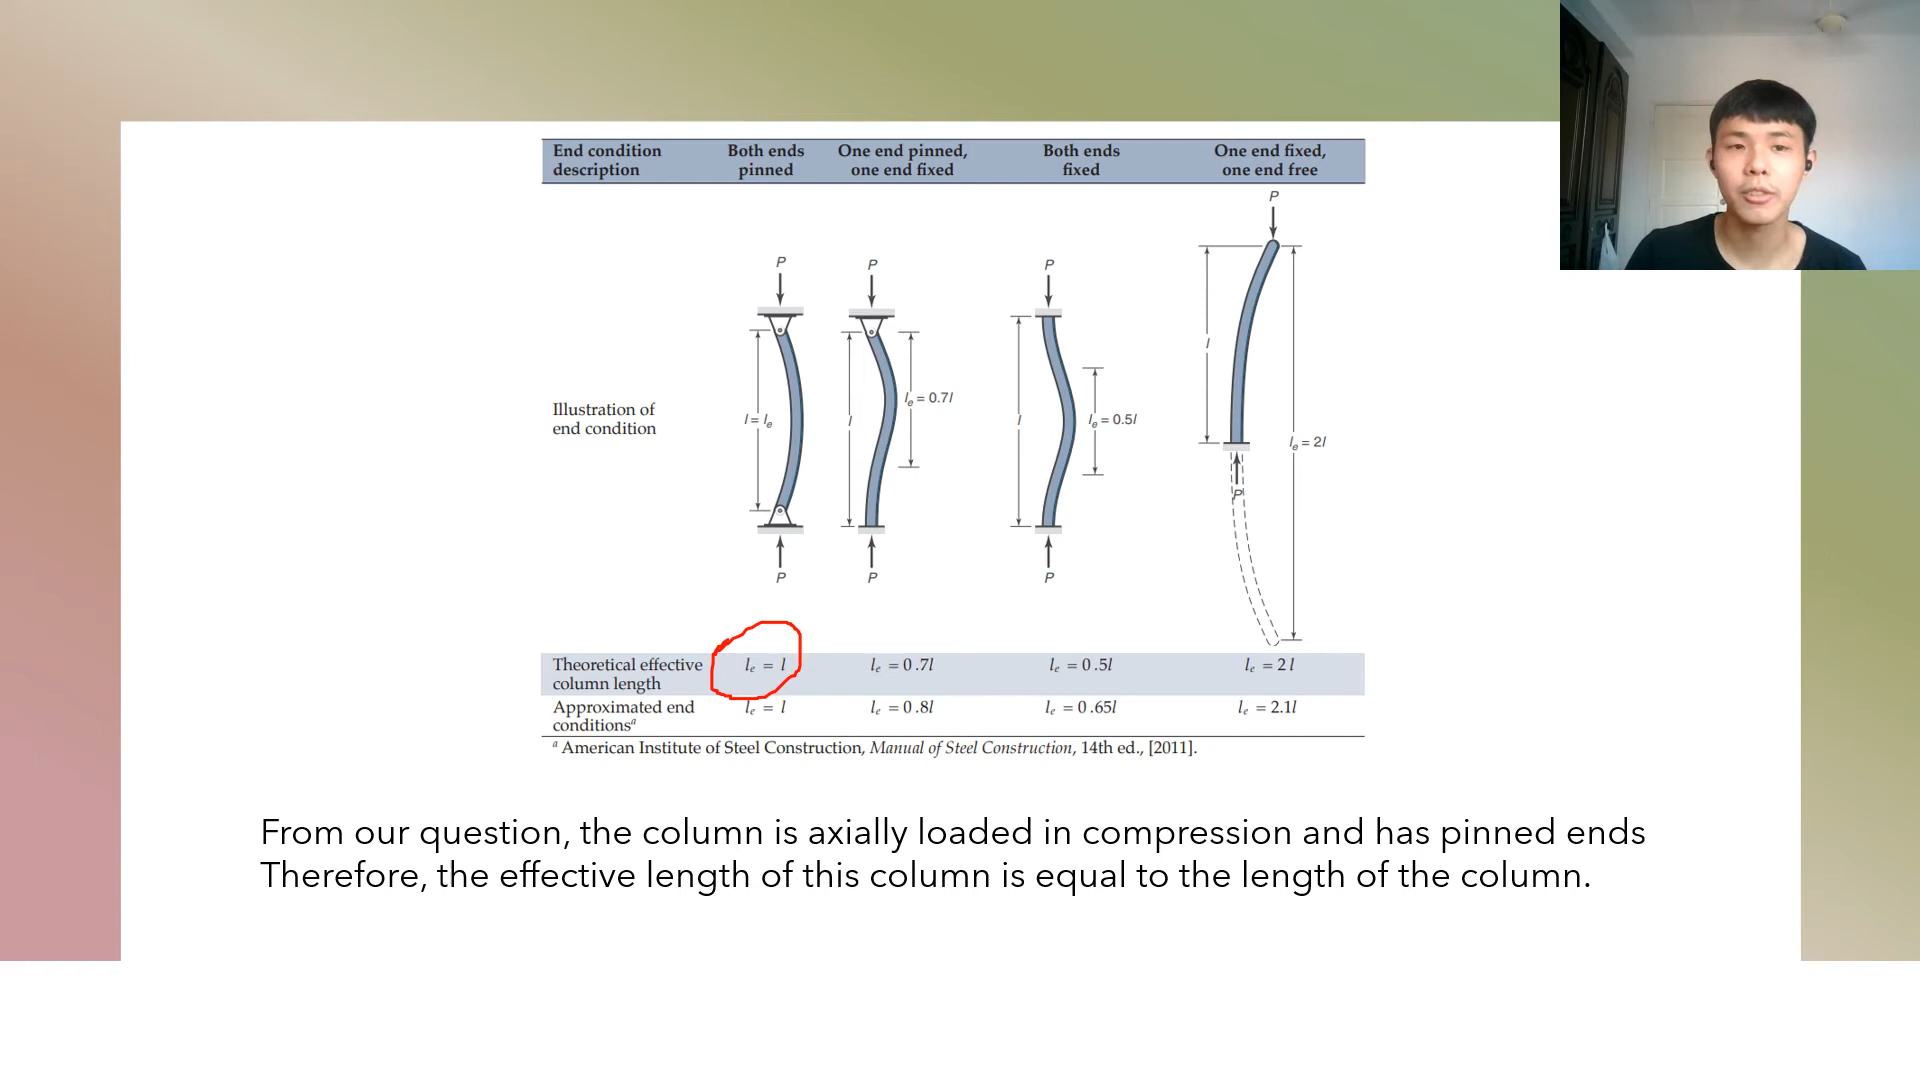 End condition description
Both ends pinned
One end pinned, one end fixed
Both ends fixed
One end fixed, one end free
Illustration of end condition
P
l = lₑ
P
P
l
lₑ = 0.7l
P
P
l
lₑ = 0.5l
P
P
l
lₑ = 2l
P
Theoretical effective column length
lₑ = l
lₑ = 0.7l
lₑ = 0.5l
lₑ = 2l
Approximated end conditionsᵃ
lₑ = l
lₑ = 0.8l
lₑ = 0.65l
lₑ = 2.1l
ᵃ American Institute of Steel Construction, Manual of Steel Construction, 14th ed., [2011].
From our question, the column is axially loaded in compression and has pinned ends
Therefore, the effective length of this column is equal to the length of the column.